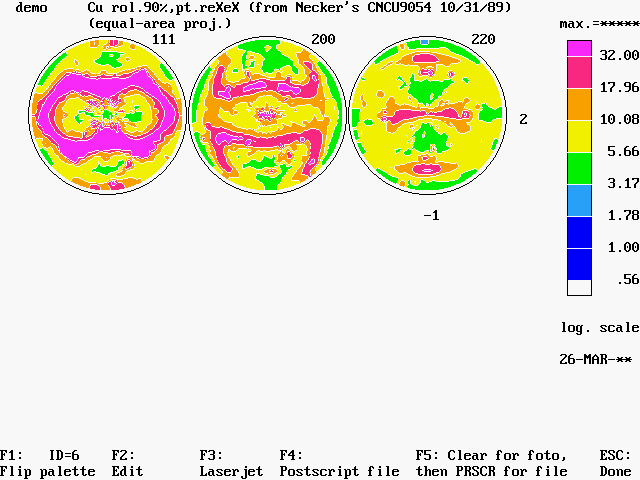 demo Cu rol.90%,pt.reXeX (from Necker's CNCU9054 10/31/89) max.=*****
(equal-area proj.)
111 200 220
32.00
17.96
10.08
2
5.66
3.17
1.78
-1
1.00
.56
log. scale
26-MAR-**
F1: ID=6 F2: F3: F4: F5: Clear for foto, ESC:
Flip palette Edit Laserjet Postscript file then PRSCR for file Done